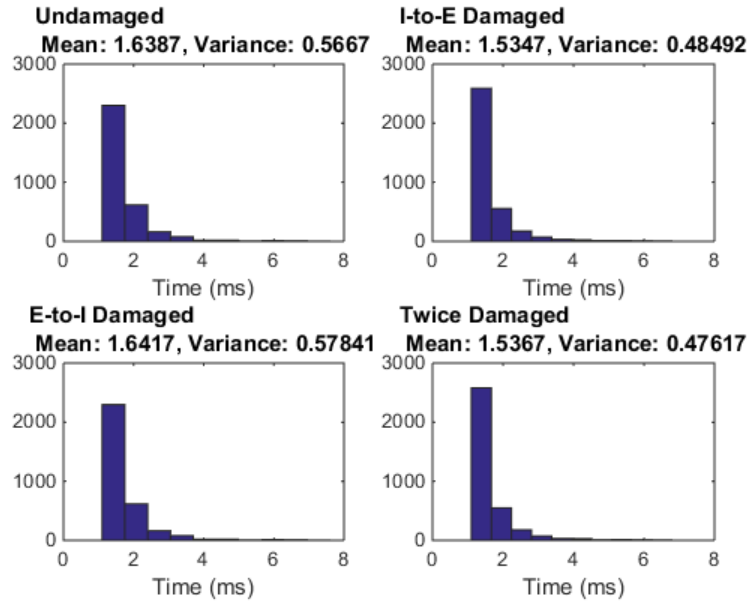 Undamaged
Mean: 1.6387, Variance: 0.5667
3000
2000
1000
0
0 2 4 6 8
Time (ms)
I-to-E Damaged
Mean: 1.5347, Variance: 0.48492
3000
2000
1000
0
0 2 4 6 8
Time (ms)
E-to-I Damaged
Mean: 1.6417, Variance: 0.57841
3000
2000
1000
0
0 2 4 6 8
Time (ms)
Twice Damaged
Mean: 1.5367, Variance: 0.47617
3000
2000
1000
0
0 2 4 6 8
Time (ms)